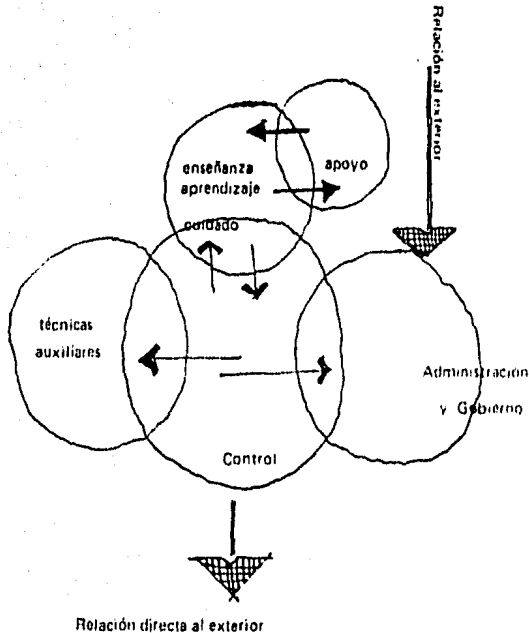 Relación al exterior
enseñanza
aprendizaje
apoyo
cuidado
técnicas
auxiliares
Administración
y Gobierno
Control
Relación directa al exterior